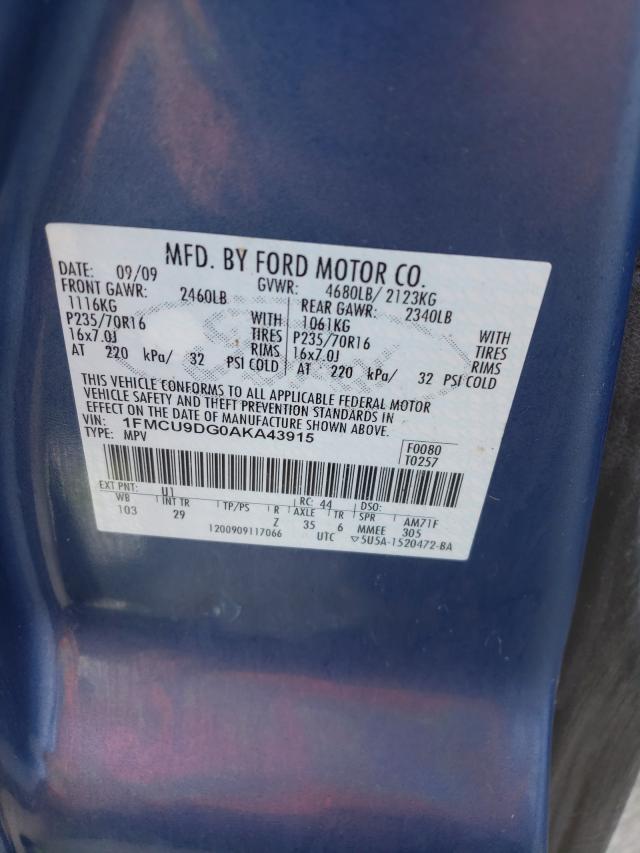 MFD. BY FORD MOTOR CO.
DATE: 09/09 GVWR: 4680LB/ 2123KG
FRONT GAWR: 2460LB REAR GAWR: 2340LB
1116KG WITH 1061KG WITH
P235/70R16 TIRES P235/70R16 TIRES
16x7.0J RIMS 16x7.0J RIMS
AT 220 kPa/ 32 PSI COLD AT 220 kPa/ 32 PSI COLD
THIS VEHICLE CONFORMS TO ALL APPLICABLE FEDERAL MOTOR
VEHICLE SAFETY AND THEFT PREVENTION STANDARDS IN
EFFECT ON THE DATE OF MANUFACTURE SHOWN ABOVE.
VIN: 1FMCU9DG0AKA43915 F0080
TYPE: MPV T0257
EXT PNT: U1 RC: 44 DSO:
WB INT TR TP/PS R AXLE TR SPR AM71F
103 29 Z 35 6 MMEE 305
1200909117066 UTC ▽5U5A-1520472-BA